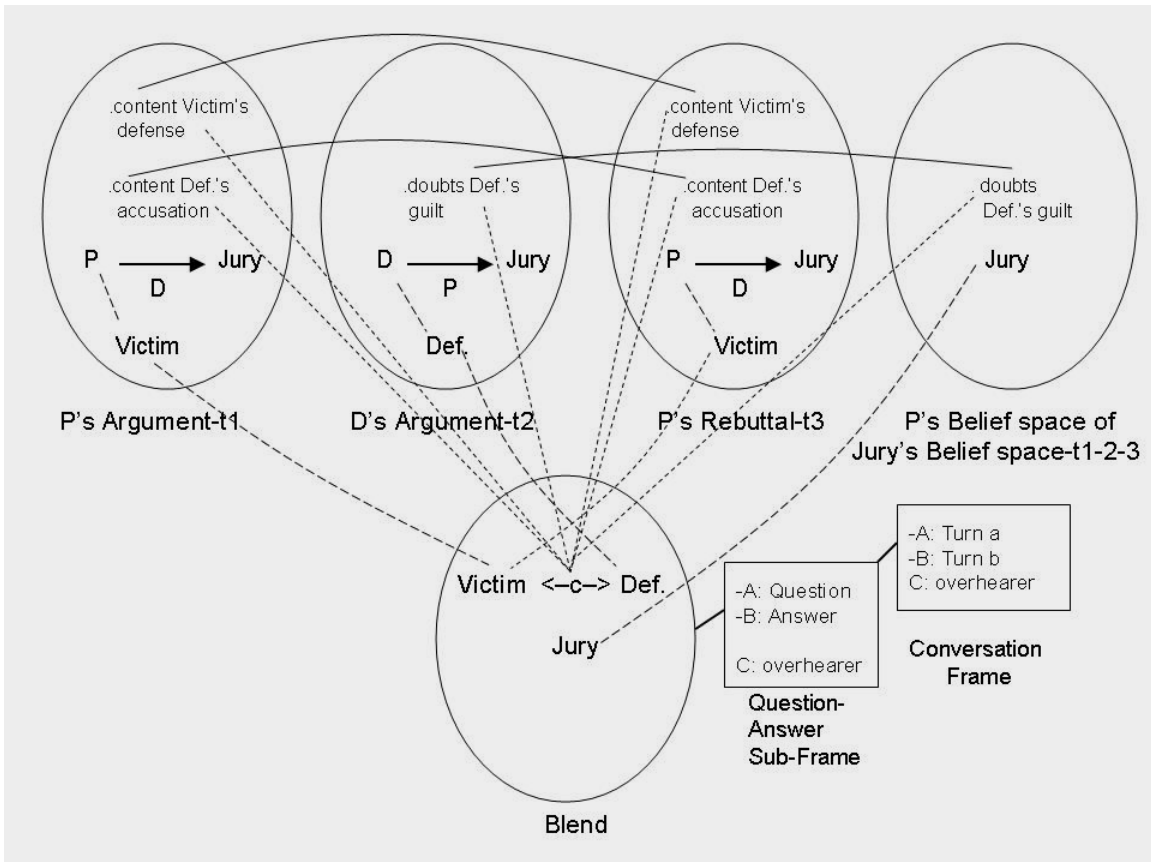 .content Victim's
defense
.content Def.'s
accusation
P
Jury
D
Victim
P's Argument-t1
.doubts Def.'s
guilt
D
Jury
P
Def.
D's Argument-t2
.content Victim's
defense
.content Def.'s
accusation
P
Jury
D
Victim
P's Rebuttal-t3
. doubts
Def.'s guilt
Jury
P's Belief space of
Jury's Belief space-t1-2-3
Victim <–c–> Def.
Jury
Blend
-A: Question
-B: Answer
C: overhearer
Question-
Answer
Sub-Frame
-A: Turn a
-B: Turn b
C: overhearer
Conversation
Frame